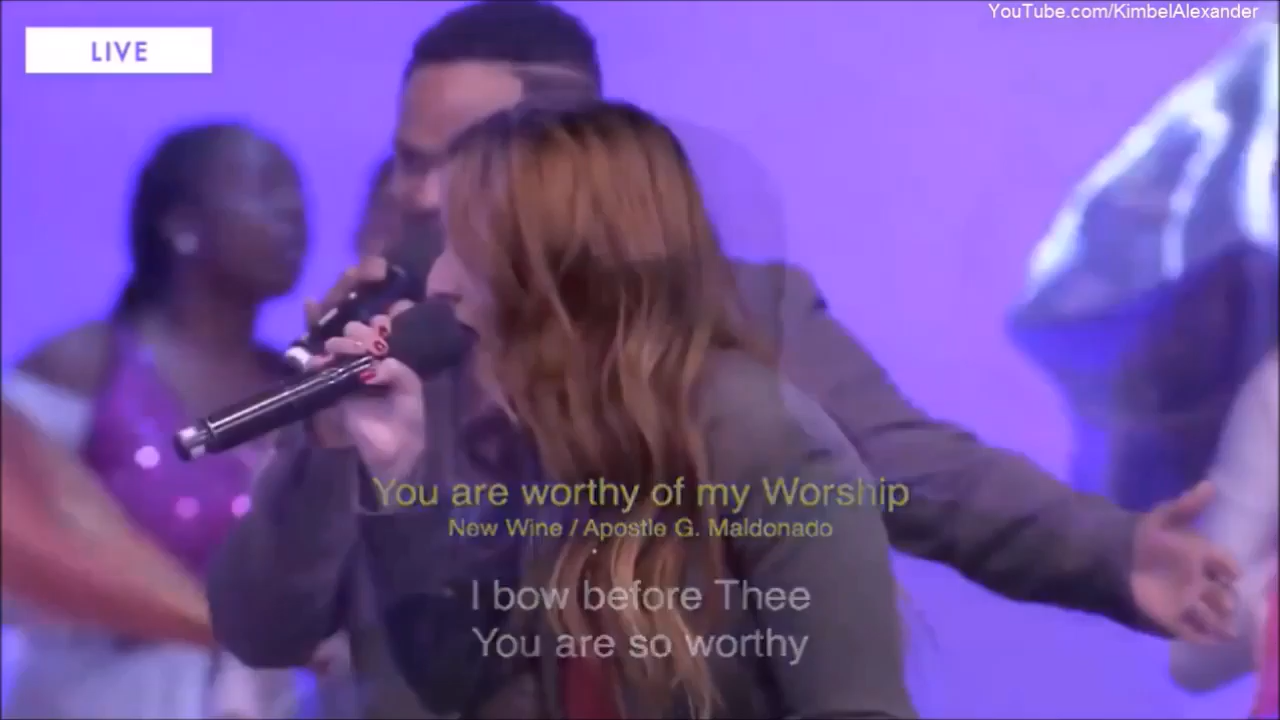 YouTube.com/KimbelAlexander
LIVE
You are worthy of my Worship
New Wine / Apostle G. Maldonado
I bow before Thee
You are so worthy